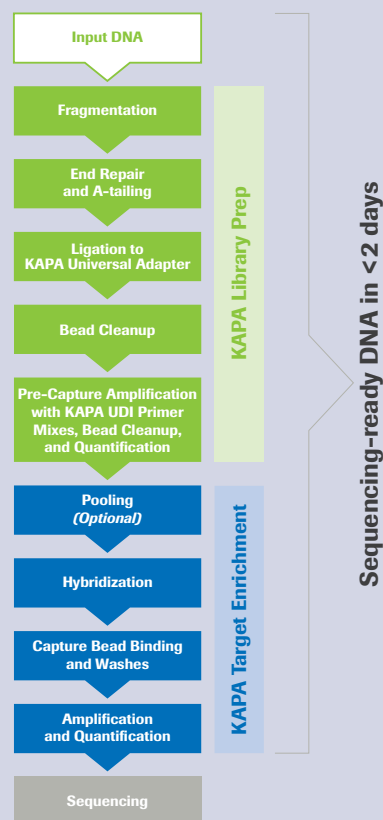 Input DNA
Fragmentation
End Repair
and A-tailing
Ligation to
KAPA Universal Adapter
Bead Cleanup
Pre-Capture Amplification
with KAPA UDI Primer
Mixes, Bead Cleanup,
and Quantification
KAPA Library Prep
Pooling
(Optional)
Hybridization
Capture Bead Binding
and Washes
Amplification
and Quantification
KAPA Target Enrichment
Sequencing
Sequencing-ready DNA in <2 days